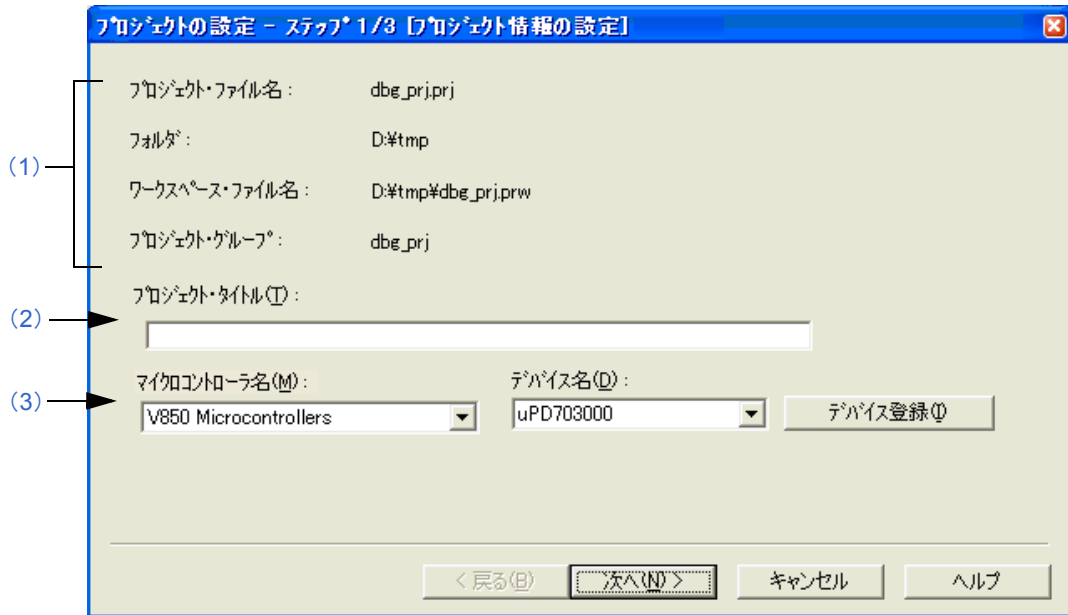 プロジェクトの設定 - ステップ 1/3 [プロジェクト情報の設定]
(1)
プロジェクト・ファイル名 : dbg_prj.prj
フォルダ : D:¥tmp
ワークスペース・ファイル名 : D:¥tmp¥dbg_prj.prw
プロジェクト・グループ : dbg_prj
プロジェクト・タイトル(T) :
(2)
マイクロコントローラ名(M) : デバイス名(D) :
(3)
V850 Microcontrollers uPD703000 デバイス登録(I)
< 戻る(B) 次へ(N) > キャンセル ヘルプ